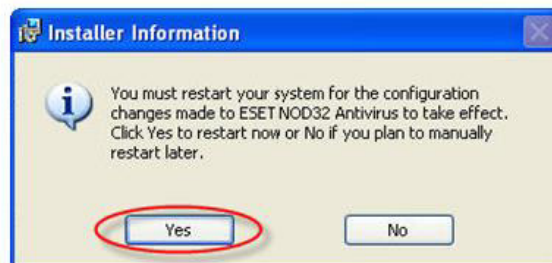 Installer Information
You must restart your system for the configuration
changes made to ESET NOD32 Antivirus to take effect.
Click Yes to restart now or No if you plan to manually
restart later.
Yes
No